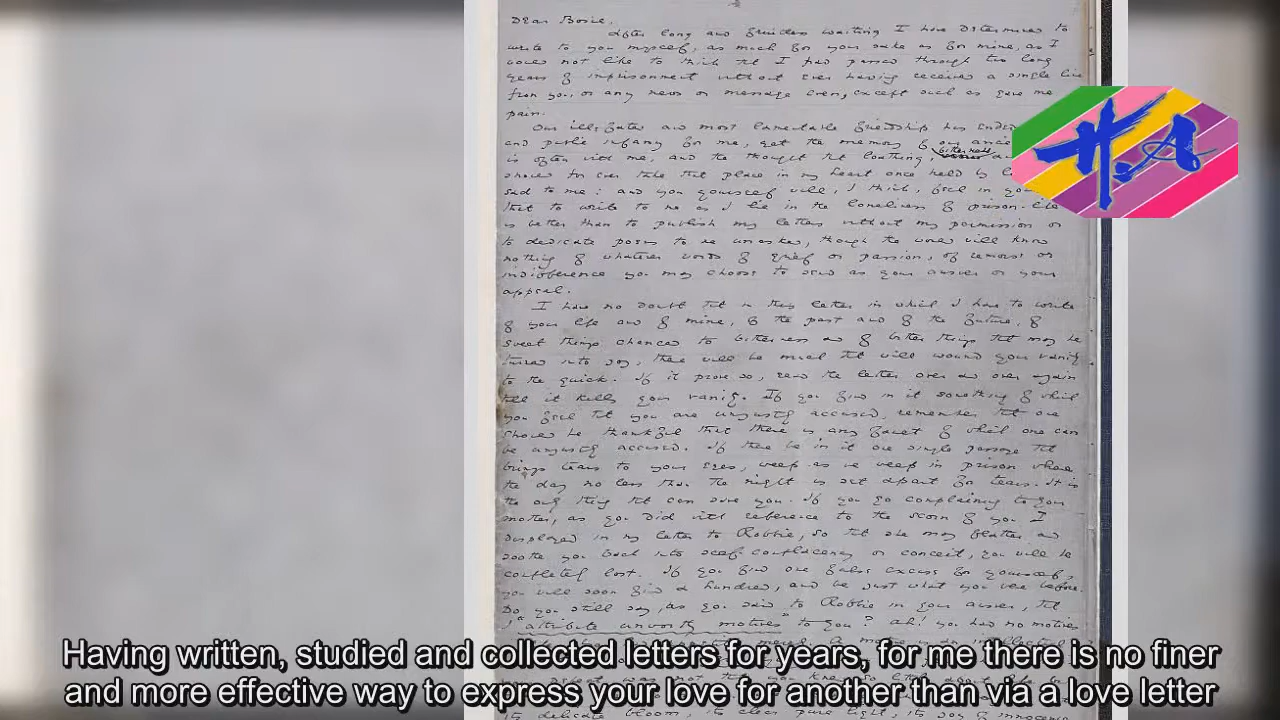 Dear Bosie,
After long and fruitless waiting I have determined to
write to you myself, as much for your sake as for mine, as I
would not like to think that I had passed through two long
years of imprisonment without ever having received a single line
from you, or any news or message even, except such as gave me
pain.
Our ill-fated and most lamentable friendship has ended
and public infamy for me, yet the memory of our
is often with me, and the thought that loathing, bitterness
should for ever take that place in my heart once held by
sad to me: and you yourself will, I think, feel in
that to write to me as I lie in the loneliness of prison-life
is better than to publish my letters without my permission or
to dedicate poems to me unasked, though the world will know
nothing of whatever words of grief or passion, of remorse or
indifference you may choose to send as your answer or your
appeal.
I have no doubt that in this letter in which I have to write
of your life and of mine, of the past and of the future, of
sweet things changed to bitterness and of bitter things that may be
turned into joy, there will be much that will wound your vanity
to the quick. If it prove so, read the letter over and over again
till it kills your vanity. If you find in it something of which
you feel that you are unjustly accused, remember that one
should be thankful that there is any fault of which one can
be unjustly accused. If there be in it one single passage that
brings tears to your eyes, weep as we weep in prison where
the day no less than the night is set apart for tears. It is
the only thing that can save you. If you go complaining to your
mother, as you did with reference to the scorn of you I
displayed in my letter to Robbie, so that she may flatter and
soothe you back into self-complacency or conceit, you will be
completely lost. If you find one false excuse for yourself,
you will soon find a hundred, and be just what you were before.
Do you still say, as you said to Robbie in your answer, that
I "attribute unworthy motives" to you? Ah! you had no motives
Having written, studied and collected letters for years, for me there is no finer
and more effective way to express your love for another than via a love letter
its delicate bloom, its clear pure light, its joy of innocence
H.A